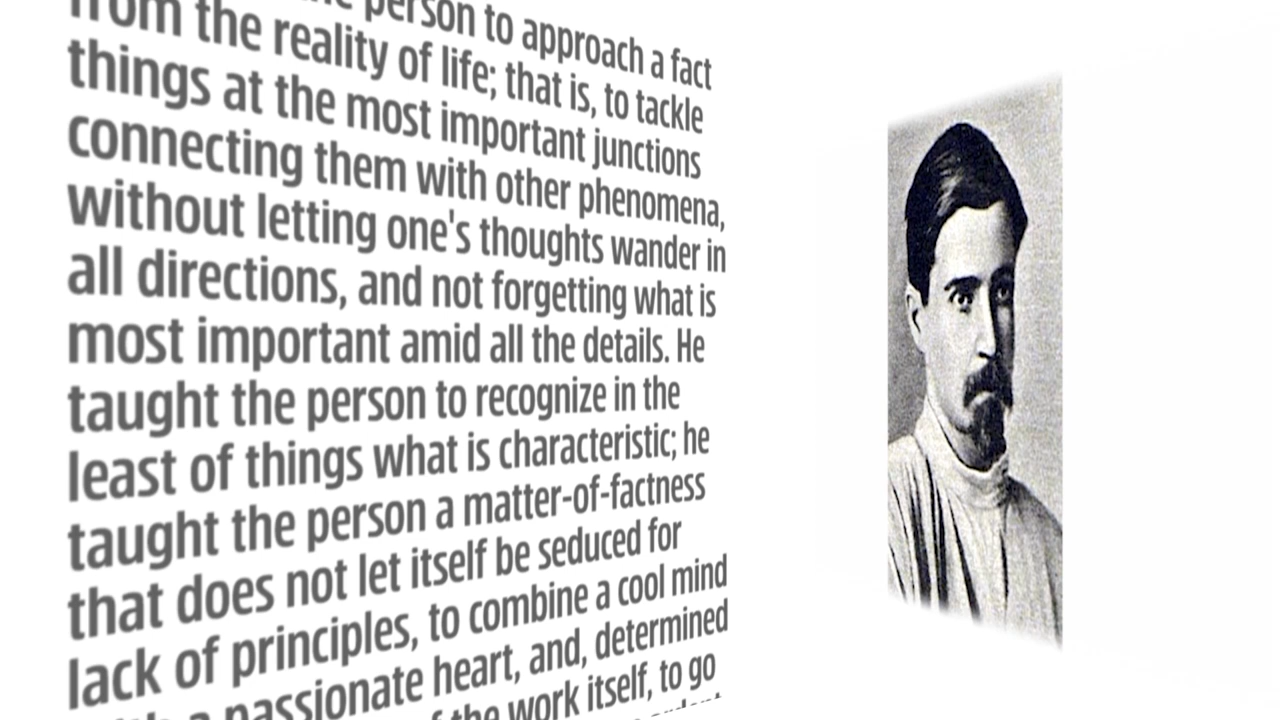 person to approach a fact
from the reality of life; that is, to tackle
things at the most important junctions
connecting them with other phenomena,
without letting one's thoughts wander in
all directions, and not forgetting what is
most important amid all the details. He
taught the person to recognize in the
least of things what is characteristic; he
taught the person a matter-of-factness
that does not let itself be seduced for
lack of principles, to combine a cool mind
a passionate heart, and, determined
the work itself, to go